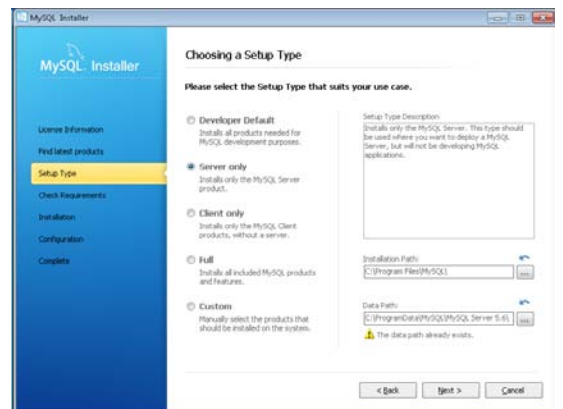 MySQL Installer
MySQL Installer
License Information
Find latest products
Setup Type
Check Requirements
Installation
Configuration
Complete
Choosing a Setup Type
Please select the Setup Type that suits your use case.
Developer Default
Installs all products needed for
MySQL development purposes.
Server only
Installs only the MySQL Server
product.
Client only
Installs only the MySQL Client
products, without a server.
Full
Installs all included MySQL products
and features.
Custom
Manually select the products that
should be installed on the system.
Setup Type Description
Installs only the MySQL Server. This type should
be used where you want to deploy a MySQL
Server, but will not be developing MySQL
applications.
Installation Path:
C:\Program Files\MySQL\
...
Data Path:
C:\ProgramData\MySQL\MySQL Server 5.6\
...
The data path already exists.
< Back
Next >
Cancel